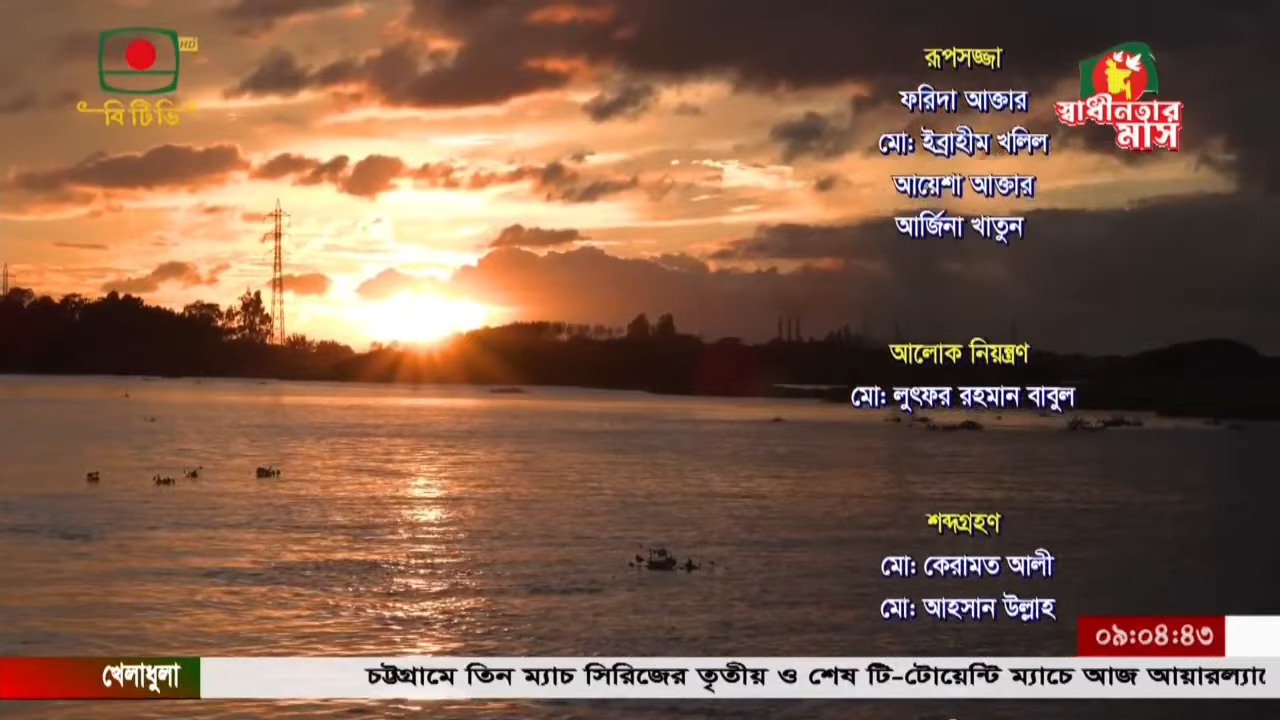 HD
বিটিভি
স্বাধীনতার
মাস
রূপসজ্জা
ফরিদা আক্তার
মো: ইব্রাহীম খলিল
আয়েশা আক্তার
আর্জিনা খাতুন
আলোক নিয়ন্ত্রণ
মো: লুৎফর রহমান বাবুল
শব্দগ্রহণ
মো: কেরামত আলী
মো: আহসান উল্লাহ
০৯:০৪:৪৩
খেলাধুলা
চট্টগ্রামে তিন ম্যাচ সিরিজের তৃতীয় ও শেষ টি-টোয়েন্টি ম্যাচে আজ